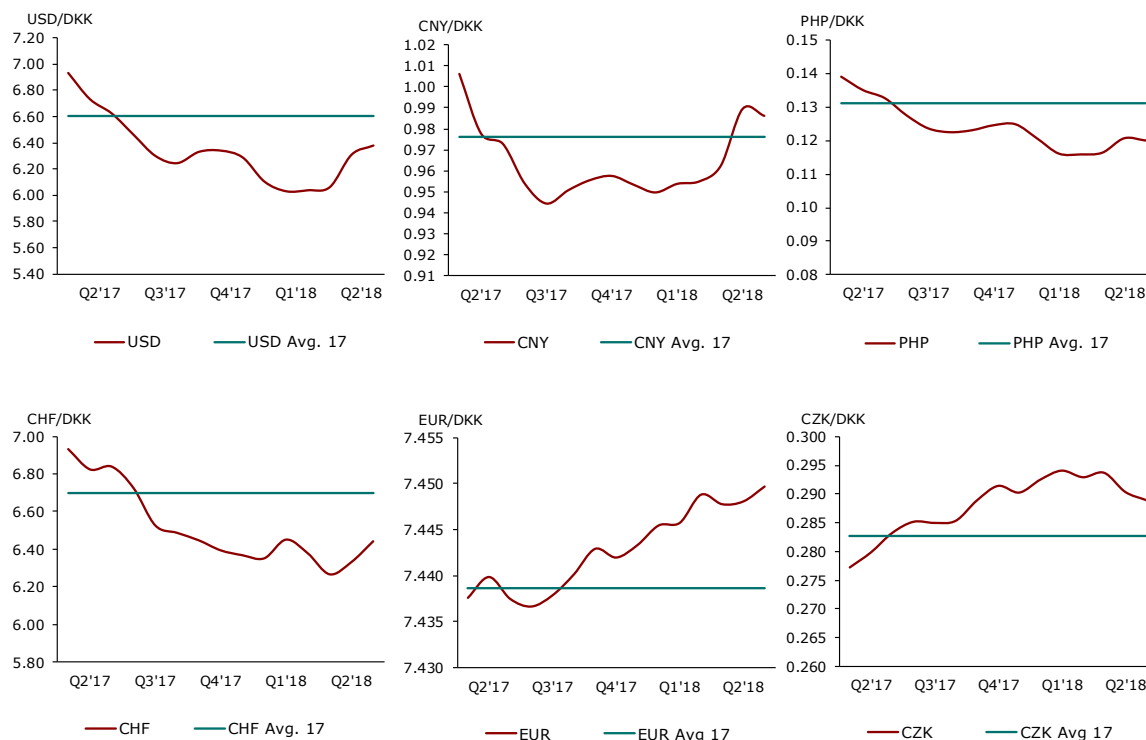 USD/DKK
7.20
7.00
6.80
6.60
6.40
6.20
6.00
5.80
5.60
5.40
Q2'17 Q3'17 Q4'17 Q1'18 Q2'18
USD USD Avg. 17
CNY/DKK
1.02
1.01
1.00
0.99
0.98
0.97
0.96
0.95
0.94
0.93
0.92
0.91
Q2'17 Q3'17 Q4'17 Q1'18 Q2'18
CNY CNY Avg. 17
PHP/DKK
0.15
0.14
0.13
0.12
0.11
0.10
0.09
0.08
Q2'17 Q3'17 Q4'17 Q1'18 Q2'18
PHP PHP Avg. 17
CHF/DKK
7.00
6.80
6.60
6.40
6.20
6.00
5.80
Q2'17 Q3'17 Q4'17 Q1'18 Q2'18
CHF CHF Avg. 17
EUR/DKK
7.455
7.450
7.445
7.440
7.435
7.430
Q2'17 Q3'17 Q4'17 Q1'18 Q2'18
EUR EUR Avg 17
CZK/DKK
0.300
0.295
0.290
0.285
0.280
0.275
0.270
0.265
0.260
Q2'17 Q3'17 Q4'17 Q1'18 Q2'18
CZK CZK Avg 17